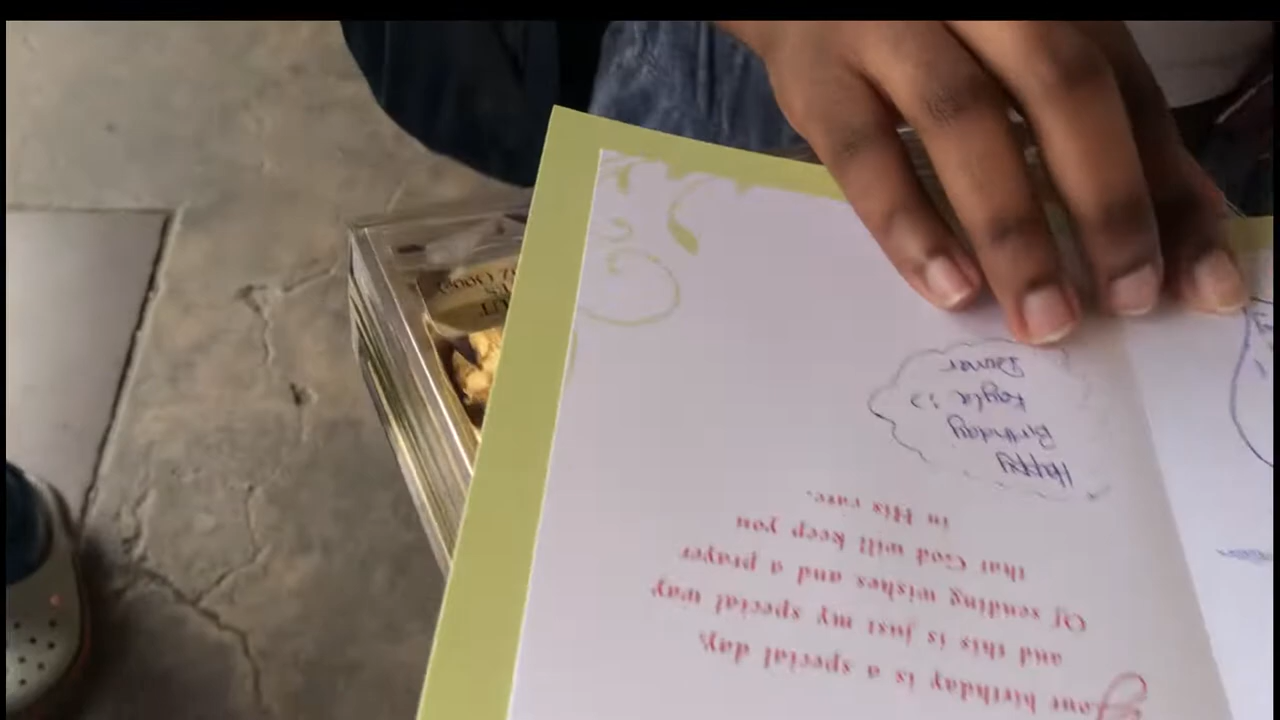 Your birthday is a special day,
and this is just my special way
Of sending wishes and a prayer
that God will keep you
in His care.
Happy
Birthday
Kayla :)